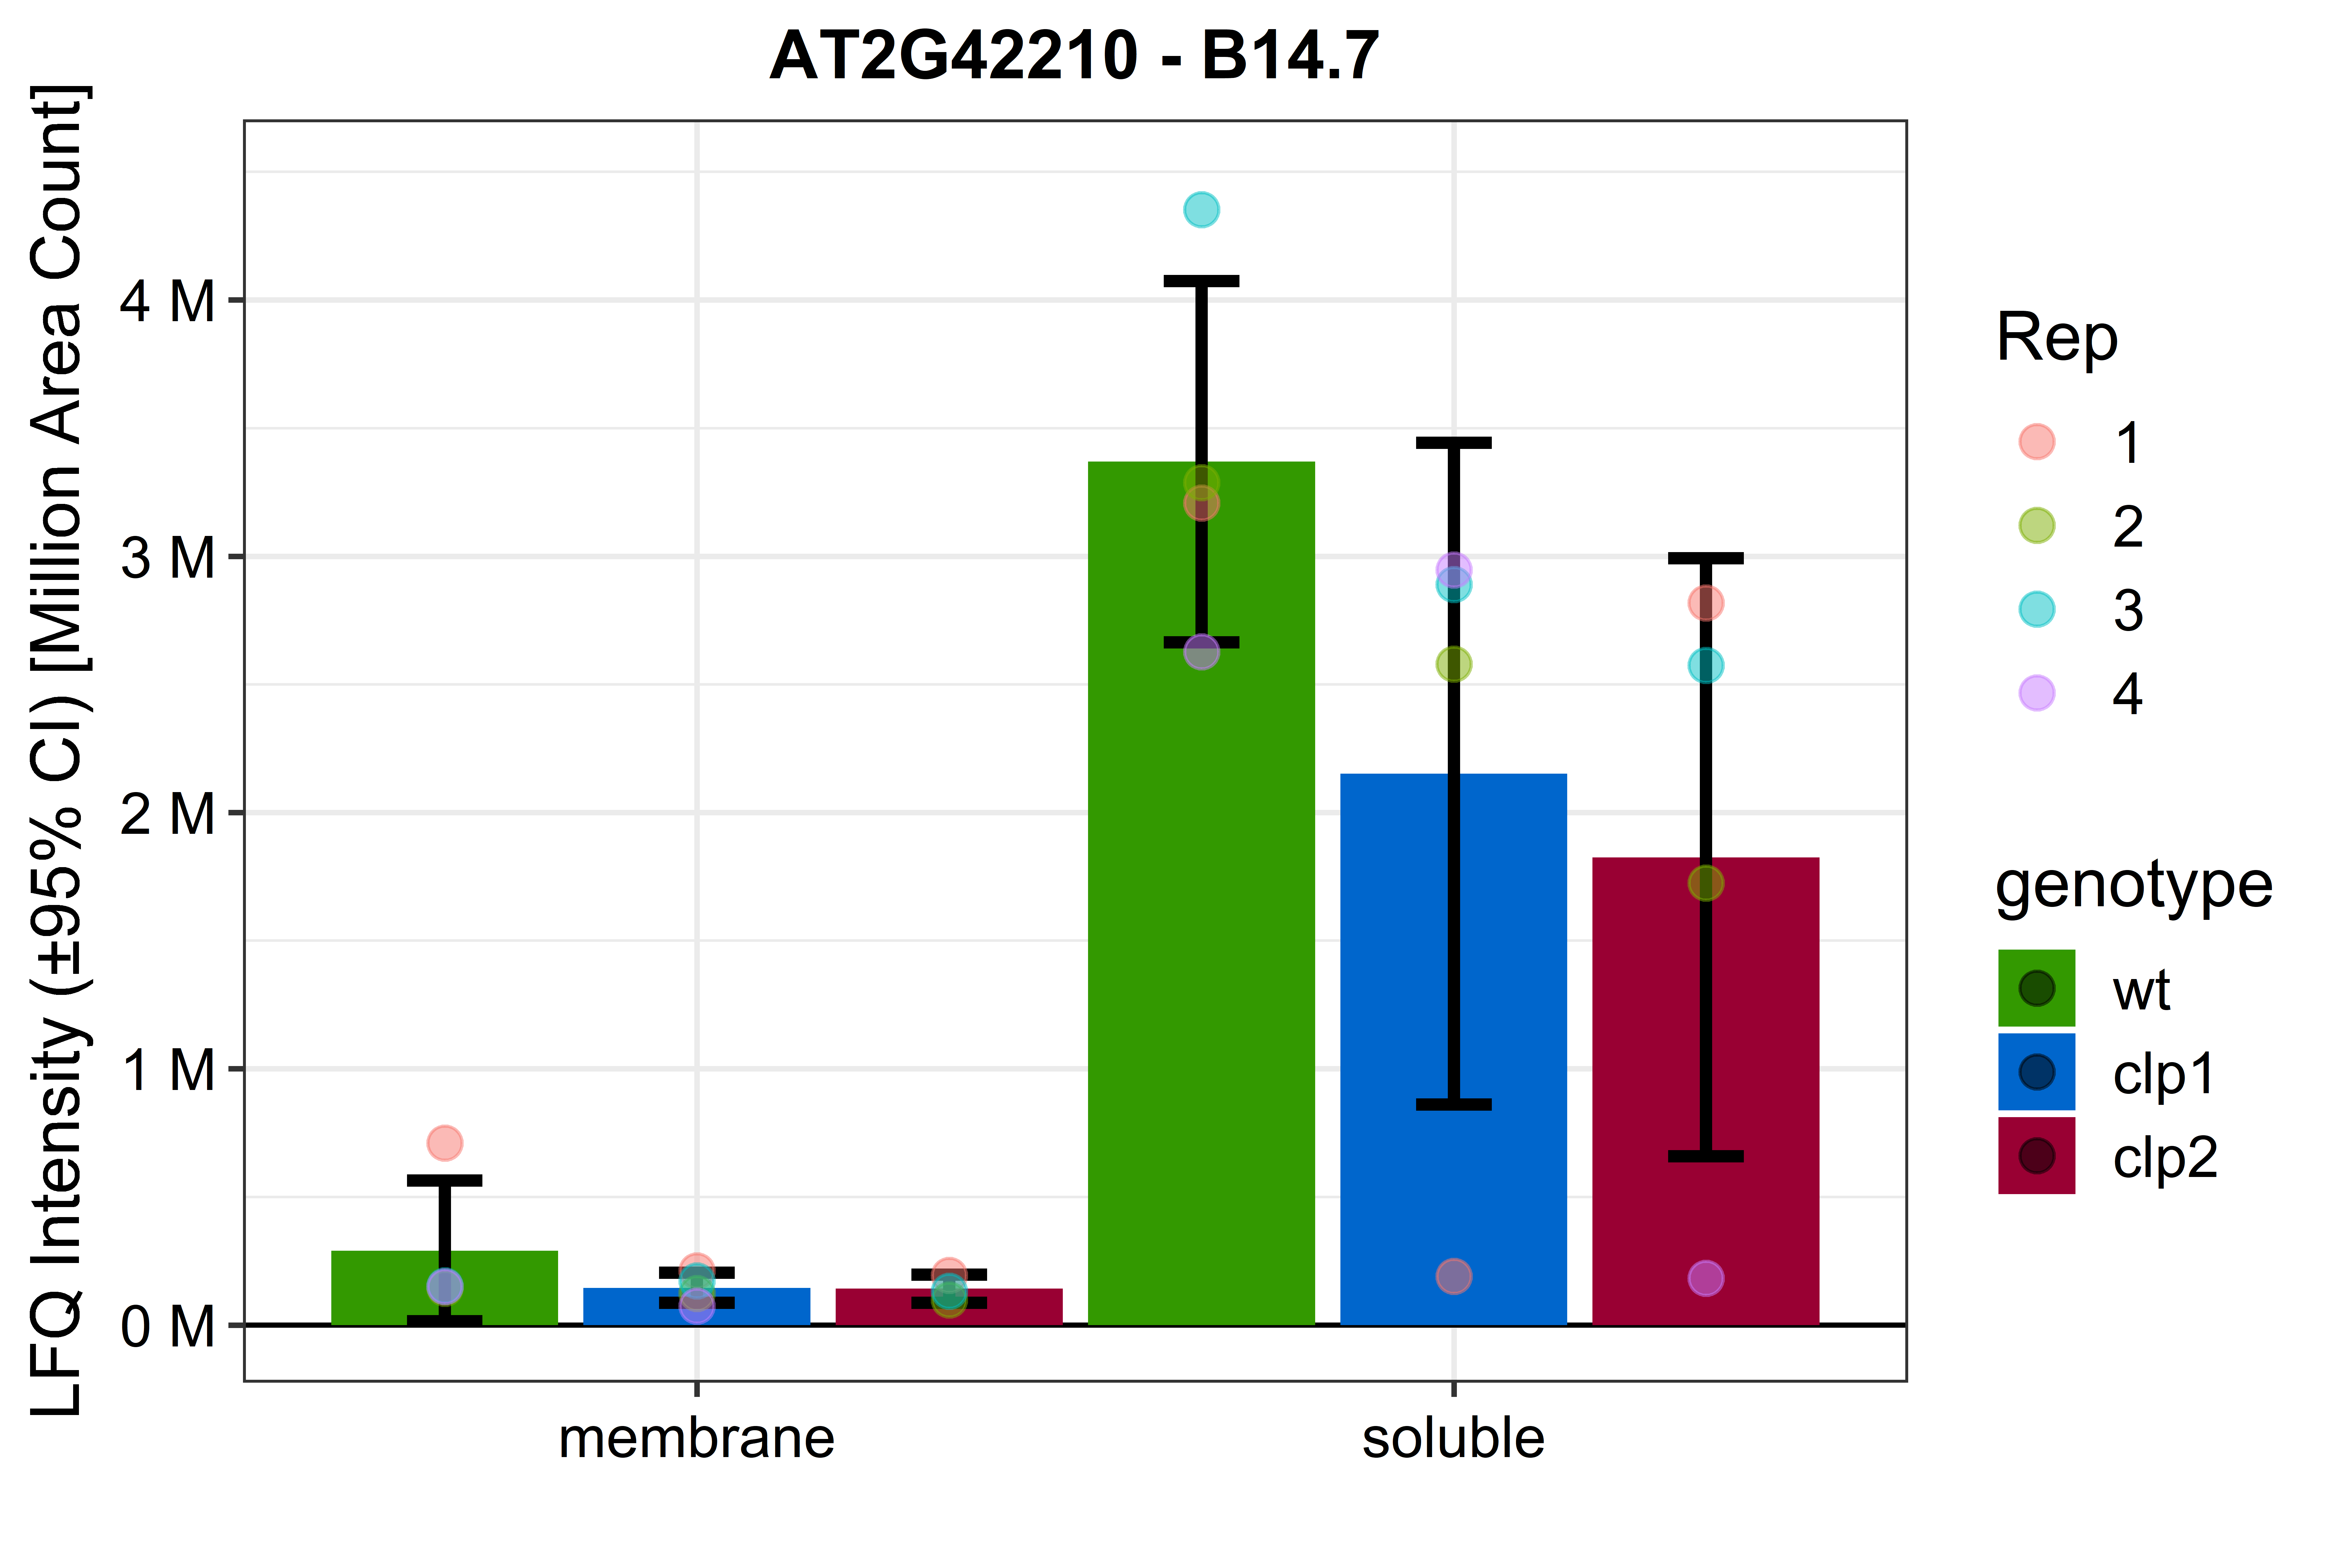 AT2G42210 - B14.7
LFQ Intensity (±95% CI) [Million Area Count]
4 M
3 M
2 M
1 M
0 M
membrane
soluble
Rep
1
2
3
4
genotype
wt
clp1
clp2